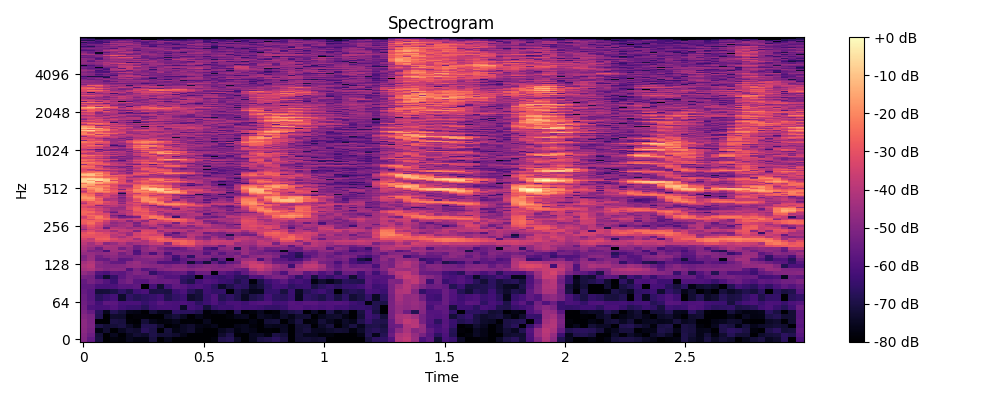 Spectrogram
Hz
4096
2048
1024
512
256
128
64
0
0
0.5
1
1.5
2
2.5
Time
+0 dB
-10 dB
-20 dB
-30 dB
-40 dB
-50 dB
-60 dB
-70 dB
-80 dB